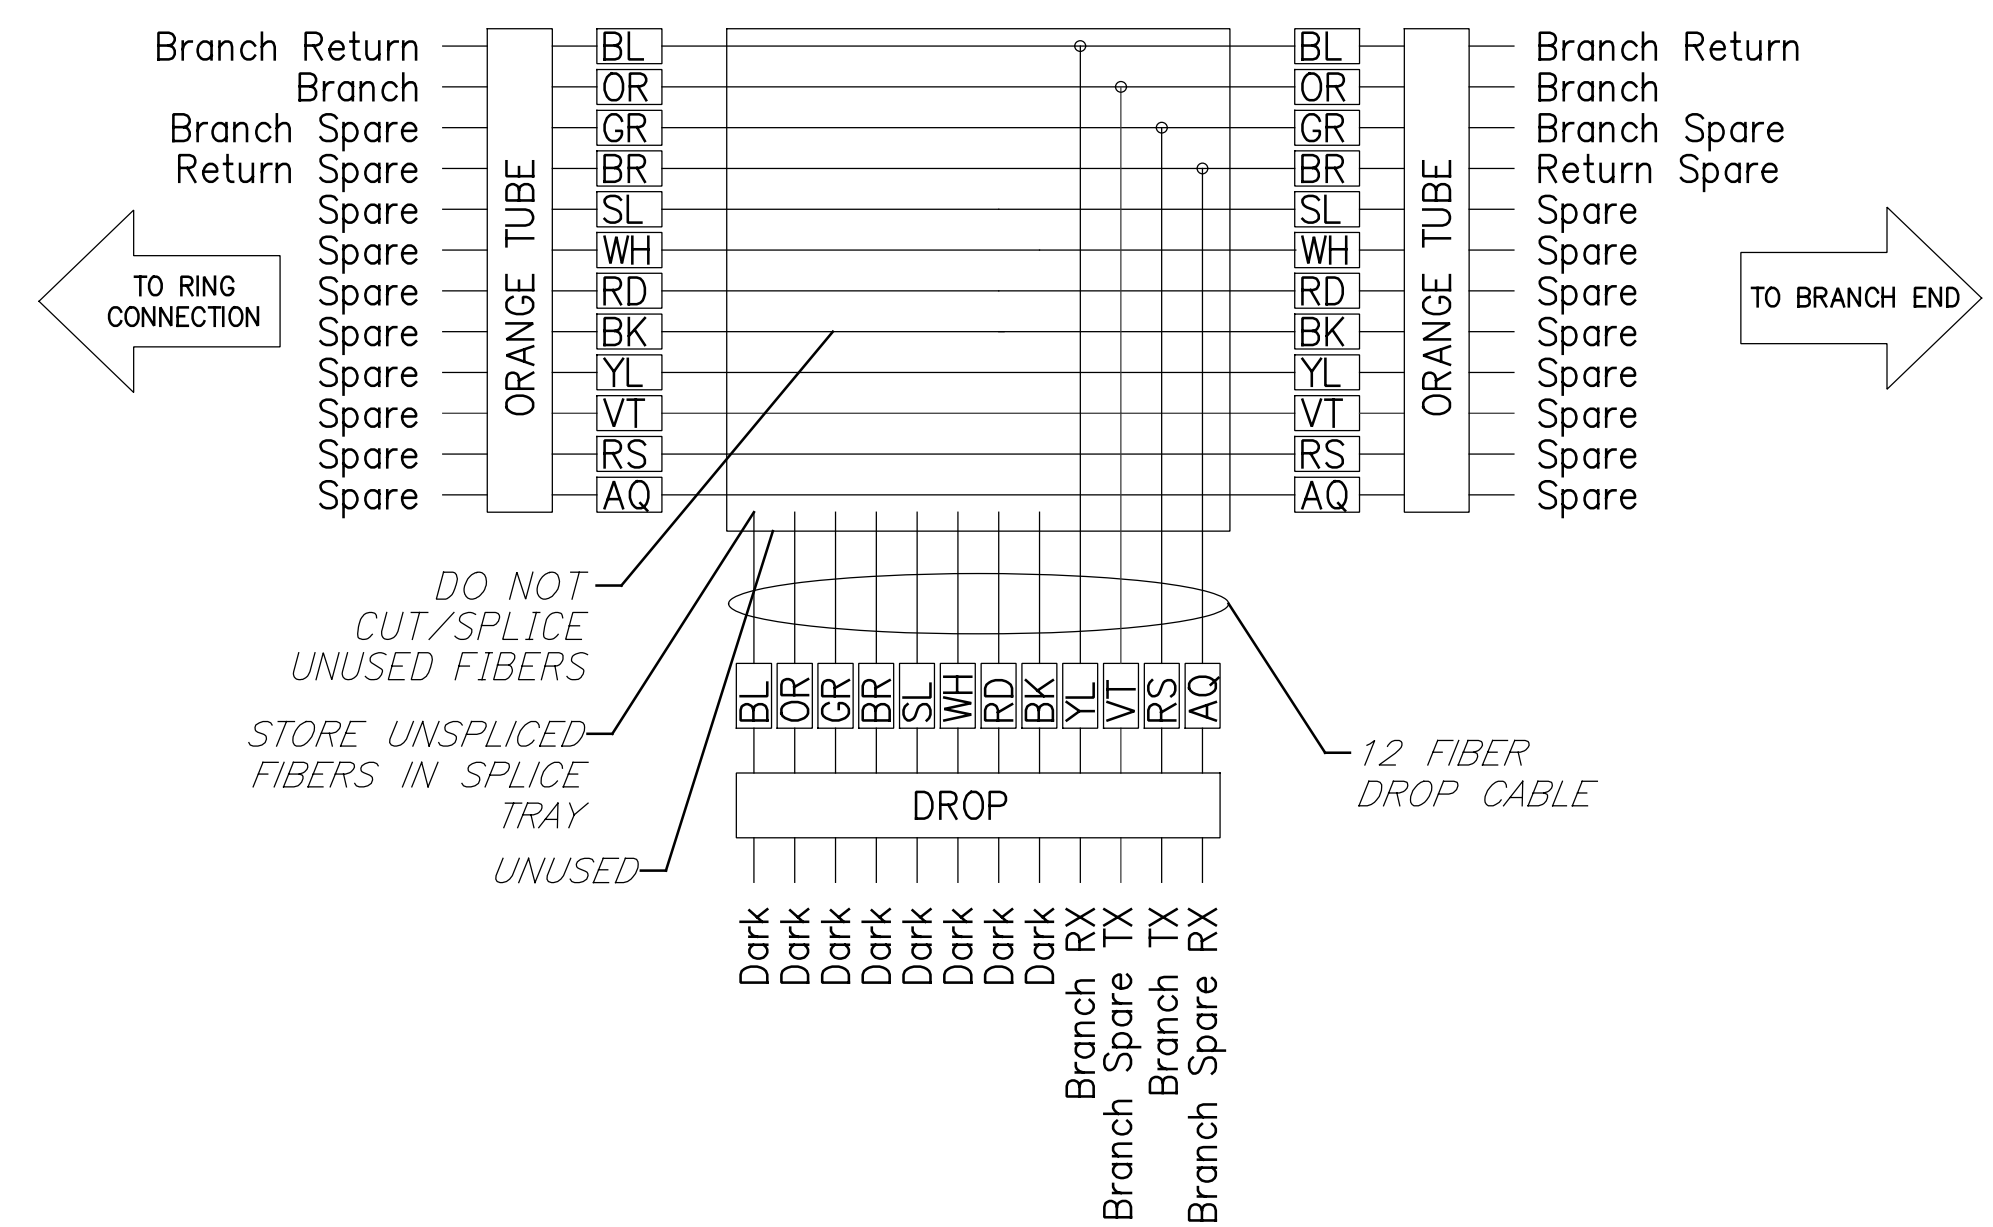 Branch Return BL BL Branch Return
Branch OR OR Branch
Branch Spare GR GR Branch Spare
Return Spare BR BR Return Spare
Spare SL SL Spare
Spare WH WH Spare
Spare RD RD Spare
Spare BK BK Spare
Spare YL YL Spare
Spare VT VT Spare
Spare RS RS Spare
Spare AQ AQ Spare
ORANGE TUBE
ORANGE TUBE
TO RING
CONNECTION
TO BRANCH END
DO NOT
CUT/SPLICE
UNUSED FIBERS
STORE UNSPLICED
FIBERS IN SPLICE
TRAY
UNUSED
12 FIBER
DROP CABLE
BL
OR
GR
BR
SL
WH
RD
BK
YL
VT
RS
AQ
DROP
Dark
Dark
Dark
Dark
Dark
Dark
Dark
Dark
Branch RX
Branch Spare TX
Branch TX
Branch Spare RX